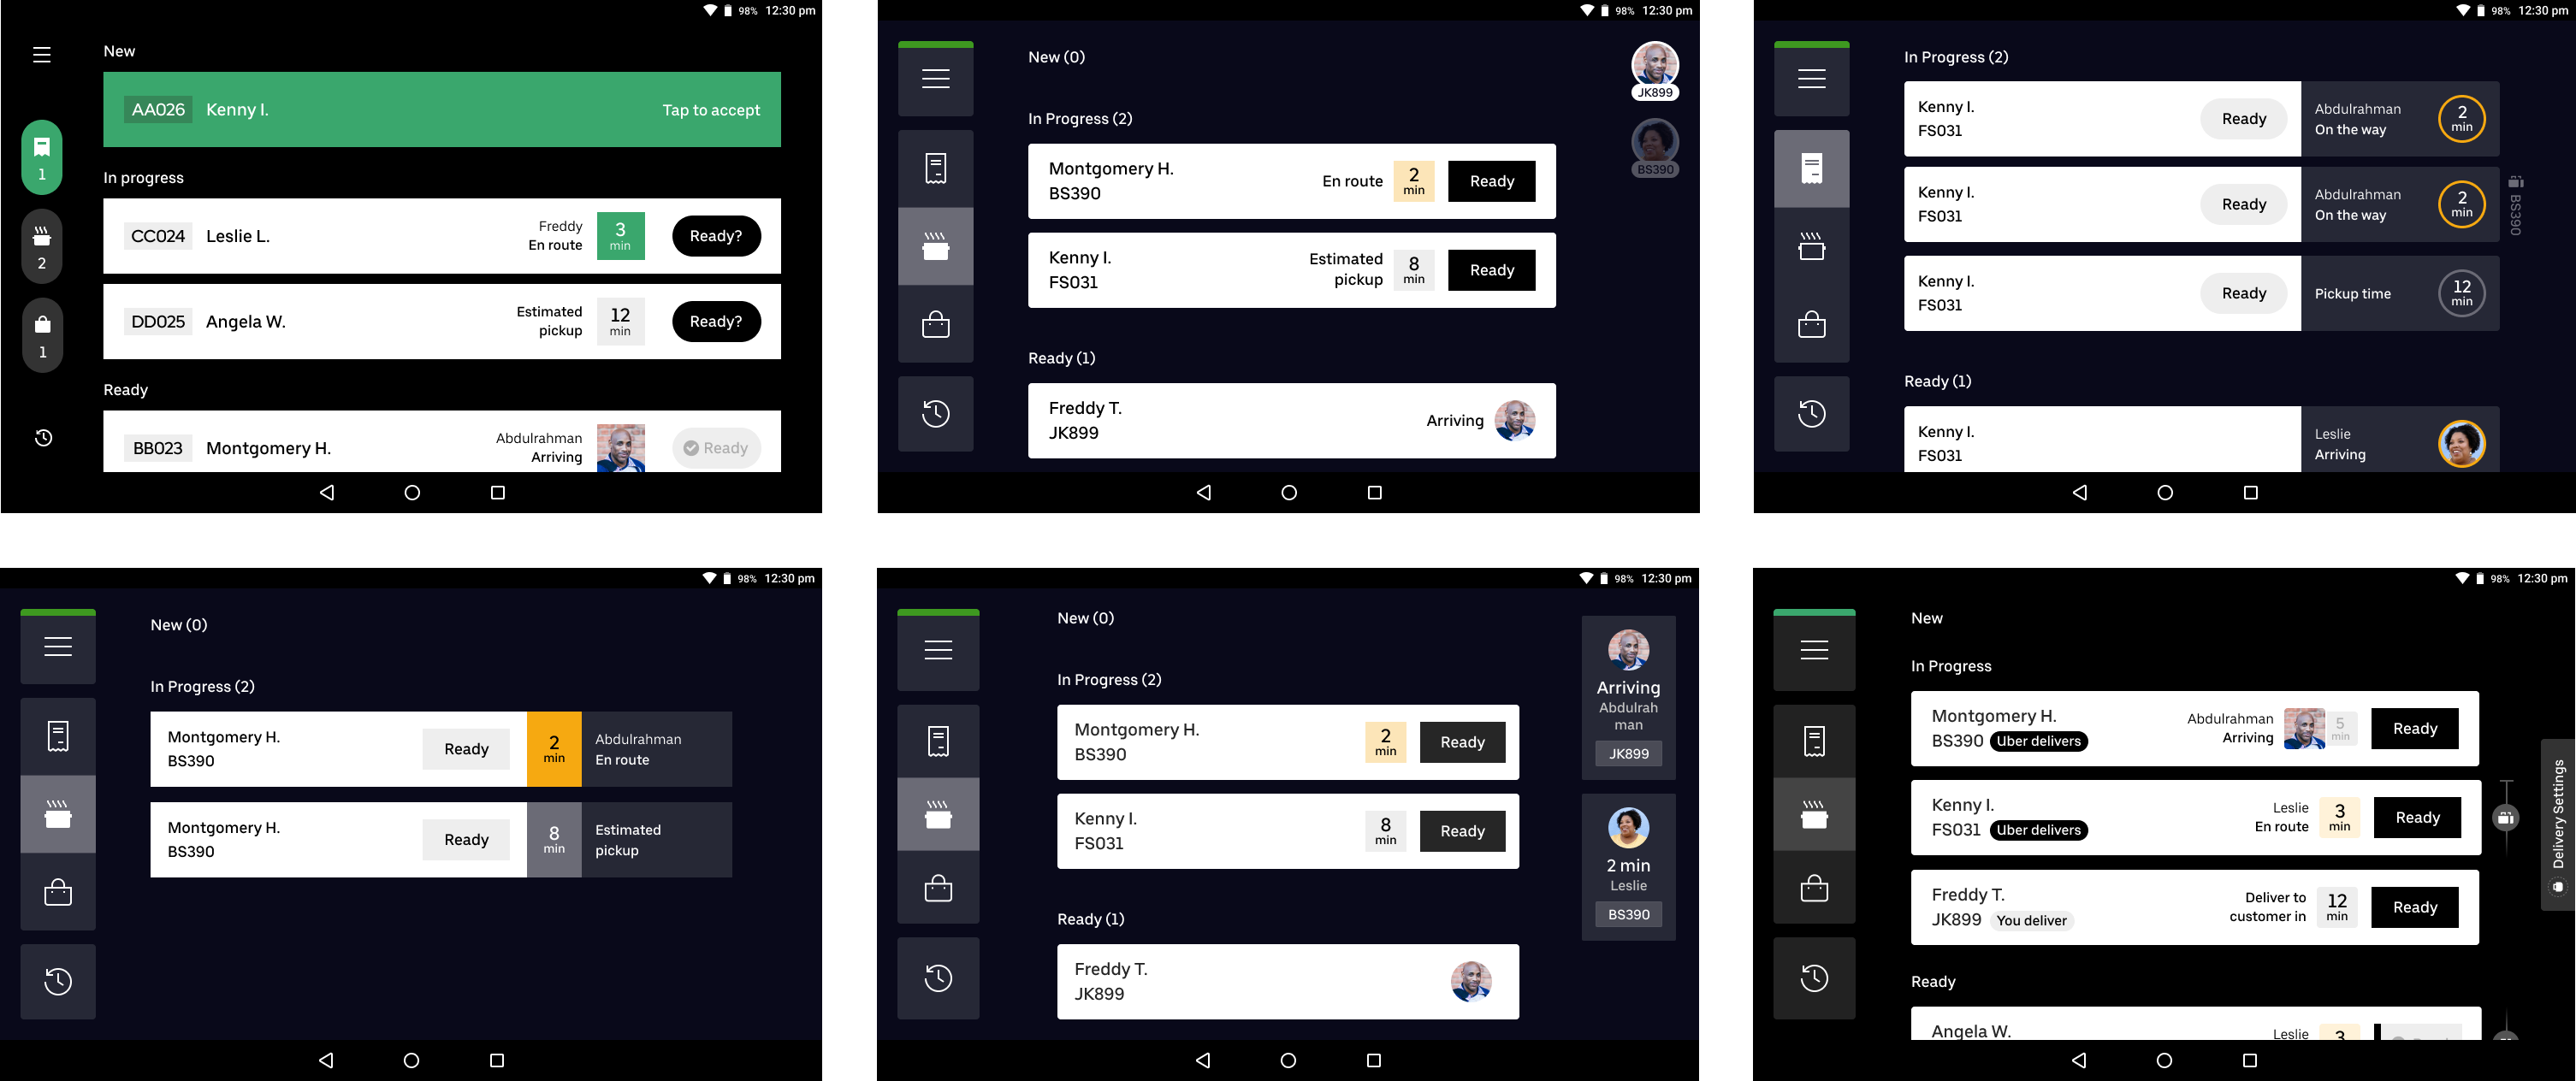 98% 12:30 pm
New
AA026 Kenny I. Tap to accept
1
In progress
CC024 Leslie L. Freddy En route 3 min Ready?
2
DD025 Angela W. Estimated pickup 12 min Ready?
1
Ready
BB023 Montgomery H. Abdulrahman Arriving Ready
98% 12:30 pm
New (0)
JK899
In Progress (2)
BS390
Montgomery H.
BS390
En route 2 min Ready
Kenny I.
FS031
Estimated pickup 8 min Ready
Ready (1)
Freddy T.
JK899
Arriving
98% 12:30 pm
In Progress (2)
Kenny I.
FS031
Ready
Abdulrahman
On the way
2 min
Kenny I.
FS031
Ready
Abdulrahman
On the way
2 min
BS390
Kenny I.
FS031
Ready
Pickup time
12 min
Ready (1)
Kenny I.
FS031
Leslie
Arriving
98% 12:30 pm
New (0)
In Progress (2)
Montgomery H.
BS390
Ready
2 min
Abdulrahman
En route
Montgomery H.
BS390
Ready
8 min
Estimated
pickup
98% 12:30 pm
New (0)
In Progress (2)
Montgomery H.
BS390
2 min
Ready
Kenny I.
FS031
8 min
Ready
Ready (1)
Freddy T.
JK899
Arriving
Abdulrah
man
JK899
2 min
Leslie
BS390
98% 12:30 pm
New
In Progress
Montgomery H.
BS390 Uber delivers
Abdulrahman
Arriving
5 min
Ready
Kenny I.
FS031 Uber delivers
Leslie
En route
3 min
Ready
Freddy T.
JK899 You deliver
Deliver to
customer in
12 min
Ready
Delivery Settings
Ready
Angela W.
Leslie
3